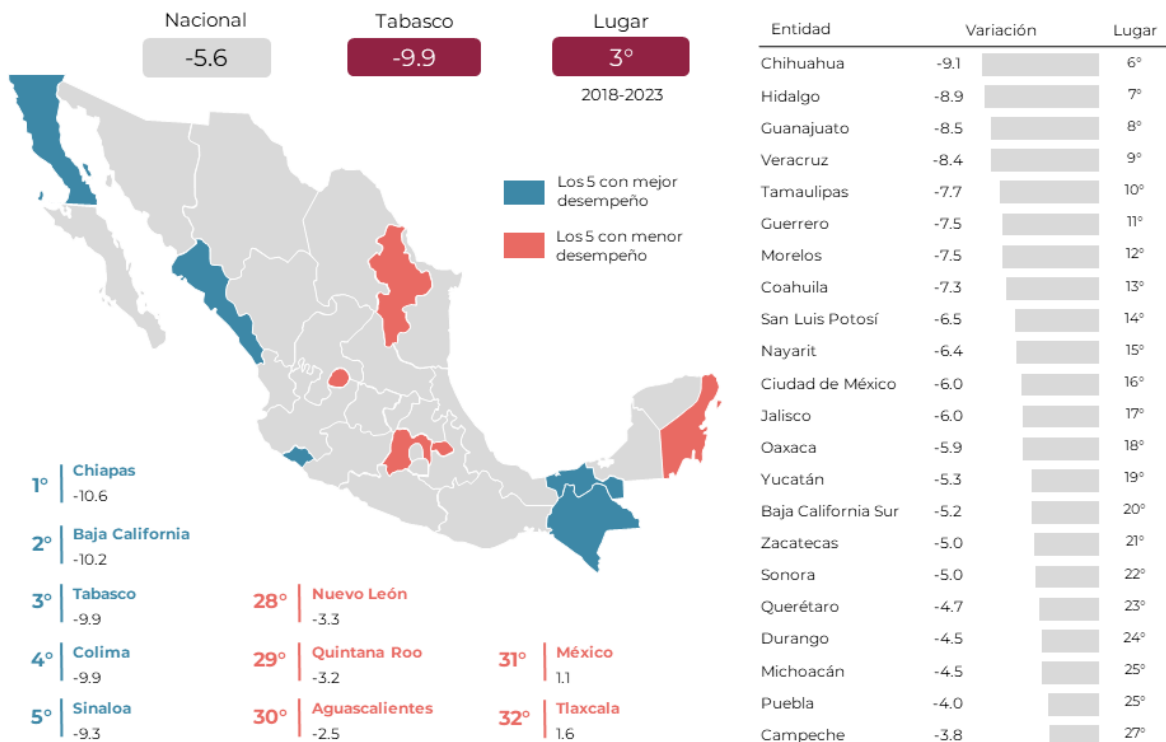 Nacional
-5.6
Tabasco
-9.9
Lugar
3°
2018-2023
Los 5 con mejor
desempeño
Los 5 con menor
desempeño
1°
Chiapas
-10.6
2°
Baja California
-10.2
3°
Tabasco
-9.9
4°
Colima
-9.9
5°
Sinaloa
-9.3
28°
Nuevo León
-3.3
29°
Quintana Roo
-3.2
30°
Aguascalientes
-2.5
31°
México
1.1
32°
Tlaxcala
1.6
Entidad Variación Lugar
Chihuahua -9.1 6°
Hidalgo -8.9 7°
Guanajuato -8.5 8°
Veracruz -8.4 9°
Tamaulipas -7.7 10°
Guerrero -7.5 11°
Morelos -7.5 12°
Coahuila -7.3 13°
San Luis Potosí -6.5 14°
Nayarit -6.4 15°
Ciudad de México -6.0 16°
Jalisco -6.0 17°
Oaxaca -5.9 18°
Yucatán -5.3 19°
Baja California Sur -5.2 20°
Zacatecas -5.0 21°
Sonora -5.0 22°
Querétaro -4.7 23°
Durango -4.5 24°
Michoacán -4.5 25°
Puebla -4.0 25°
Campeche -3.8 27°